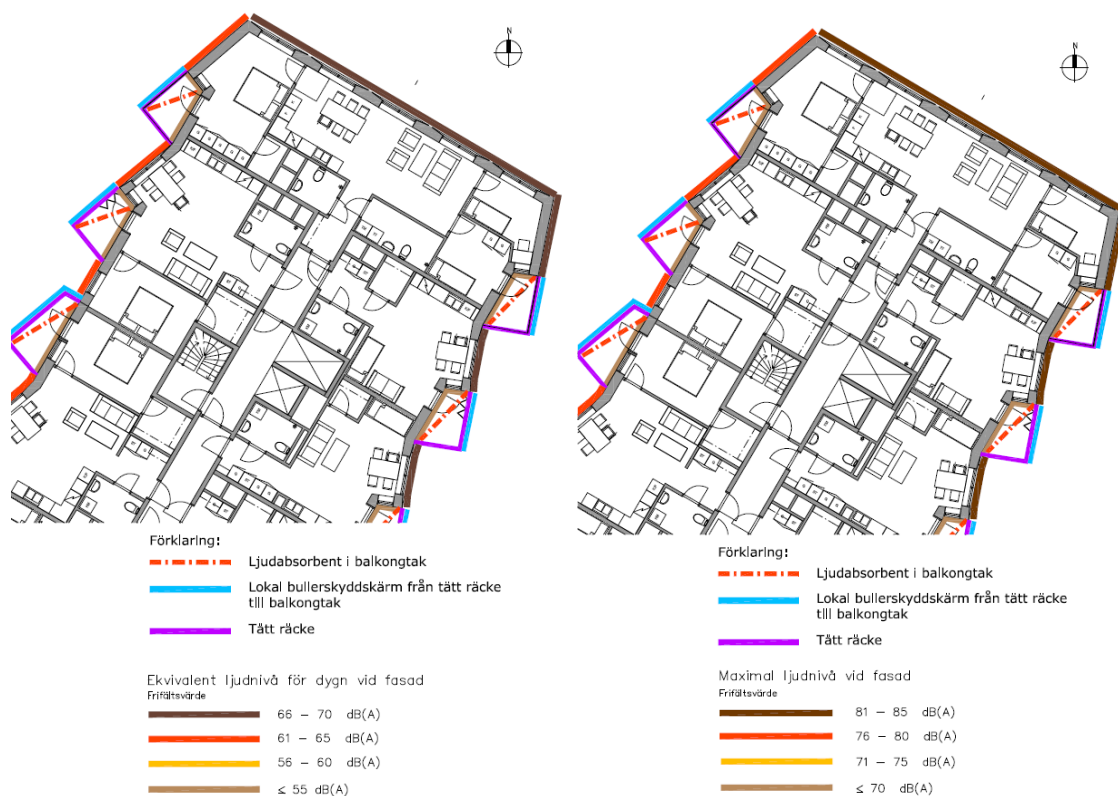 N
N
Förklaring:
Ljudabsorbent i balkongtak
Lokal bullerskyddskärm från tätt räcke
till balkongtak
Tätt räcke
Ekvivalent ljudnivå för dygn vid fasad
Frifältsvärde
66 – 70 dB(A)
61 – 65 dB(A)
56 – 60 dB(A)
≤ 55 dB(A)
Förklaring:
Ljudabsorbent i balkongtak
Lokal bullerskyddskärm från tätt räcke
till balkongtak
Tätt räcke
Maximal ljudnivå vid fasad
Frifältsvärde
81 – 85 dB(A)
76 – 80 dB(A)
71 – 75 dB(A)
≤ 70 dB(A)